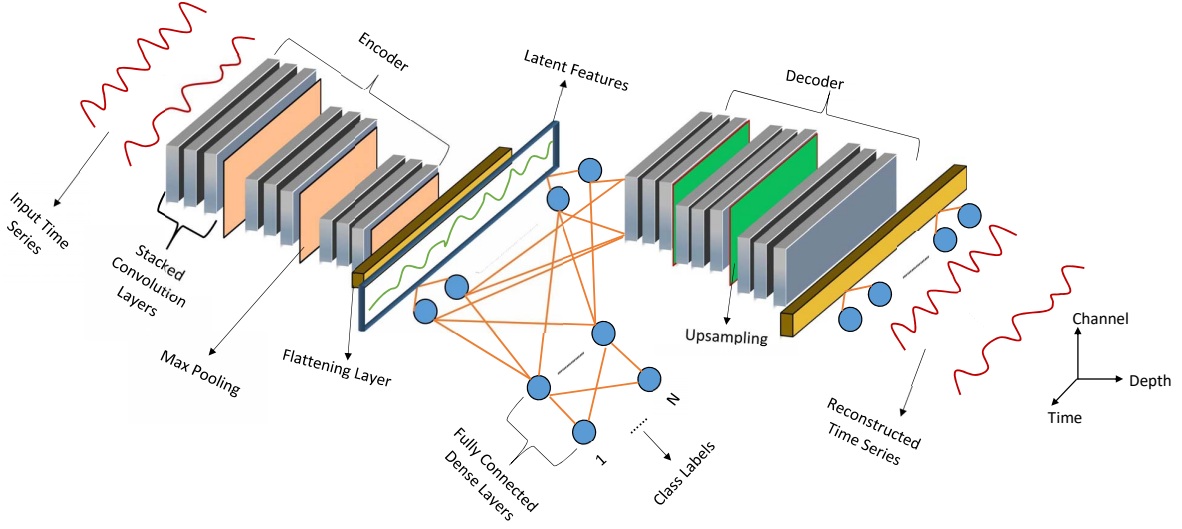 Encoder
Latent Features
Decoder
Input Time
Series
Stacked
Convolution
Layers
Max Pooling
Flattening Layer
Upsampling
Fully Connected
Dense Layers
1
......
N
Class Labels
Reconstructed
Time Series
Channel
Depth
Time